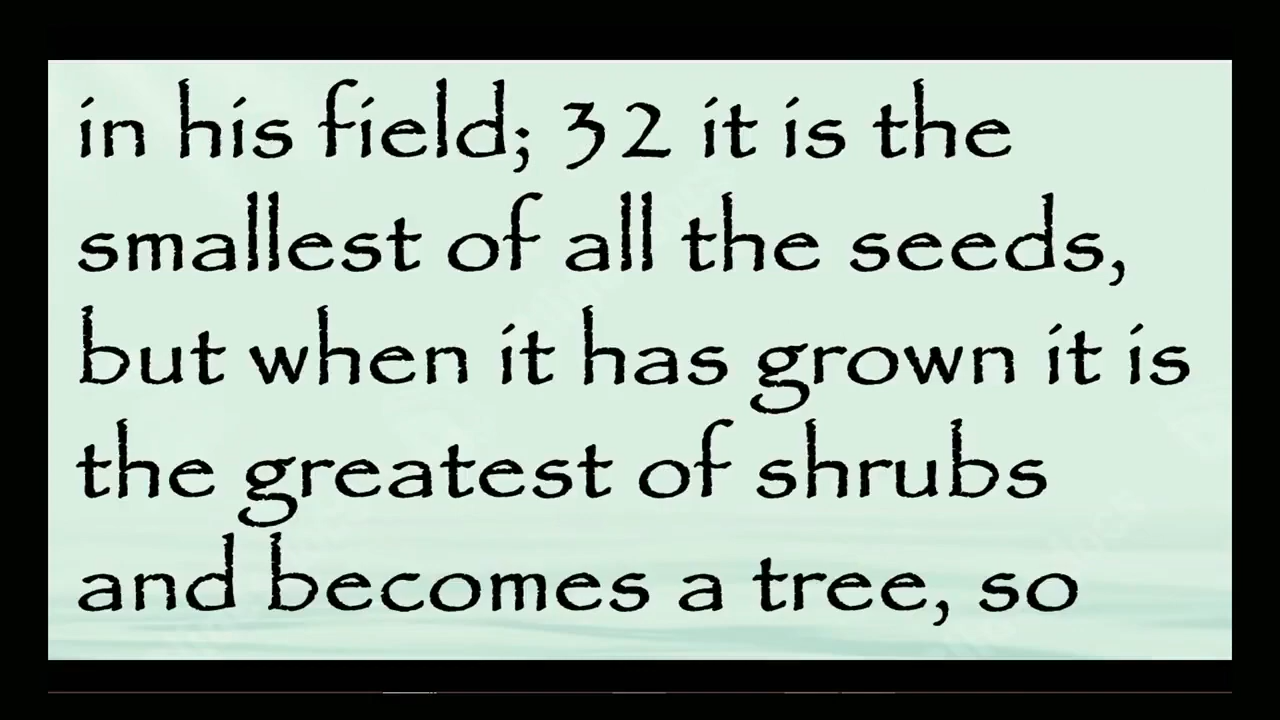 in his field; 32 it is the
smallest of all the seeds,
but when it has grown it is
the greatest of shrubs
and becomes a tree, so